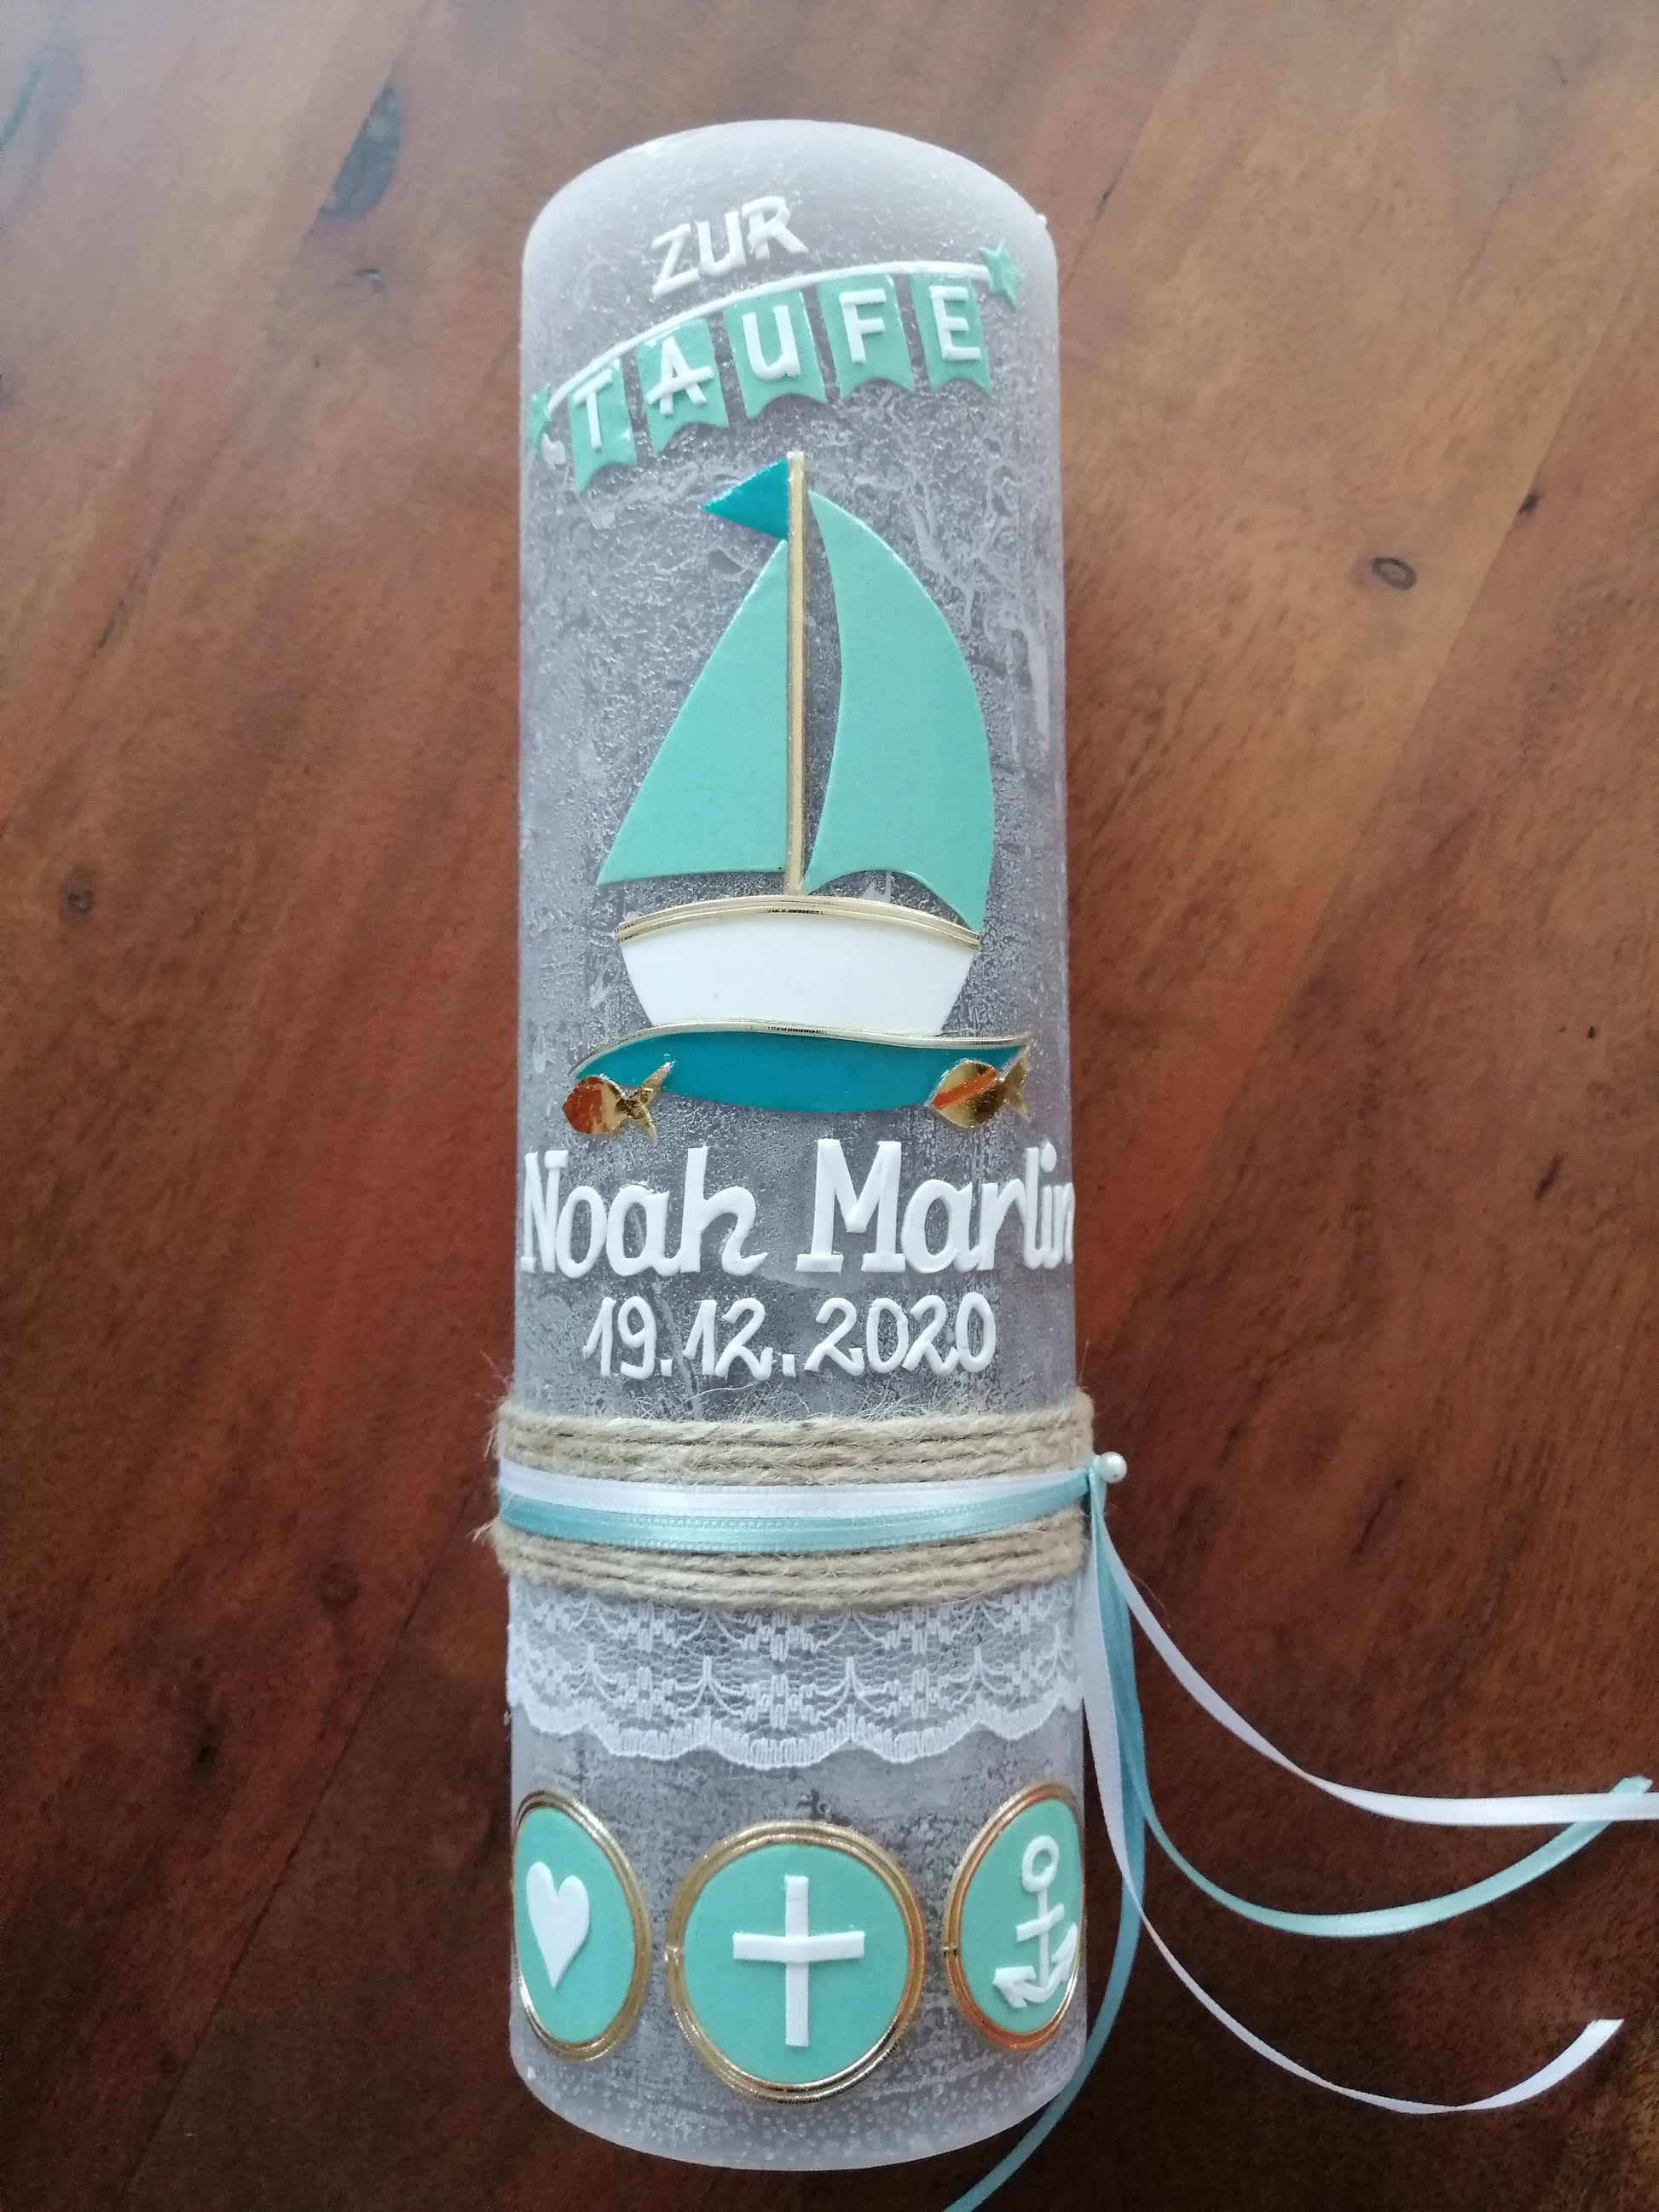 ZUR
TAUFE
Noah Marlin
19.12.2020